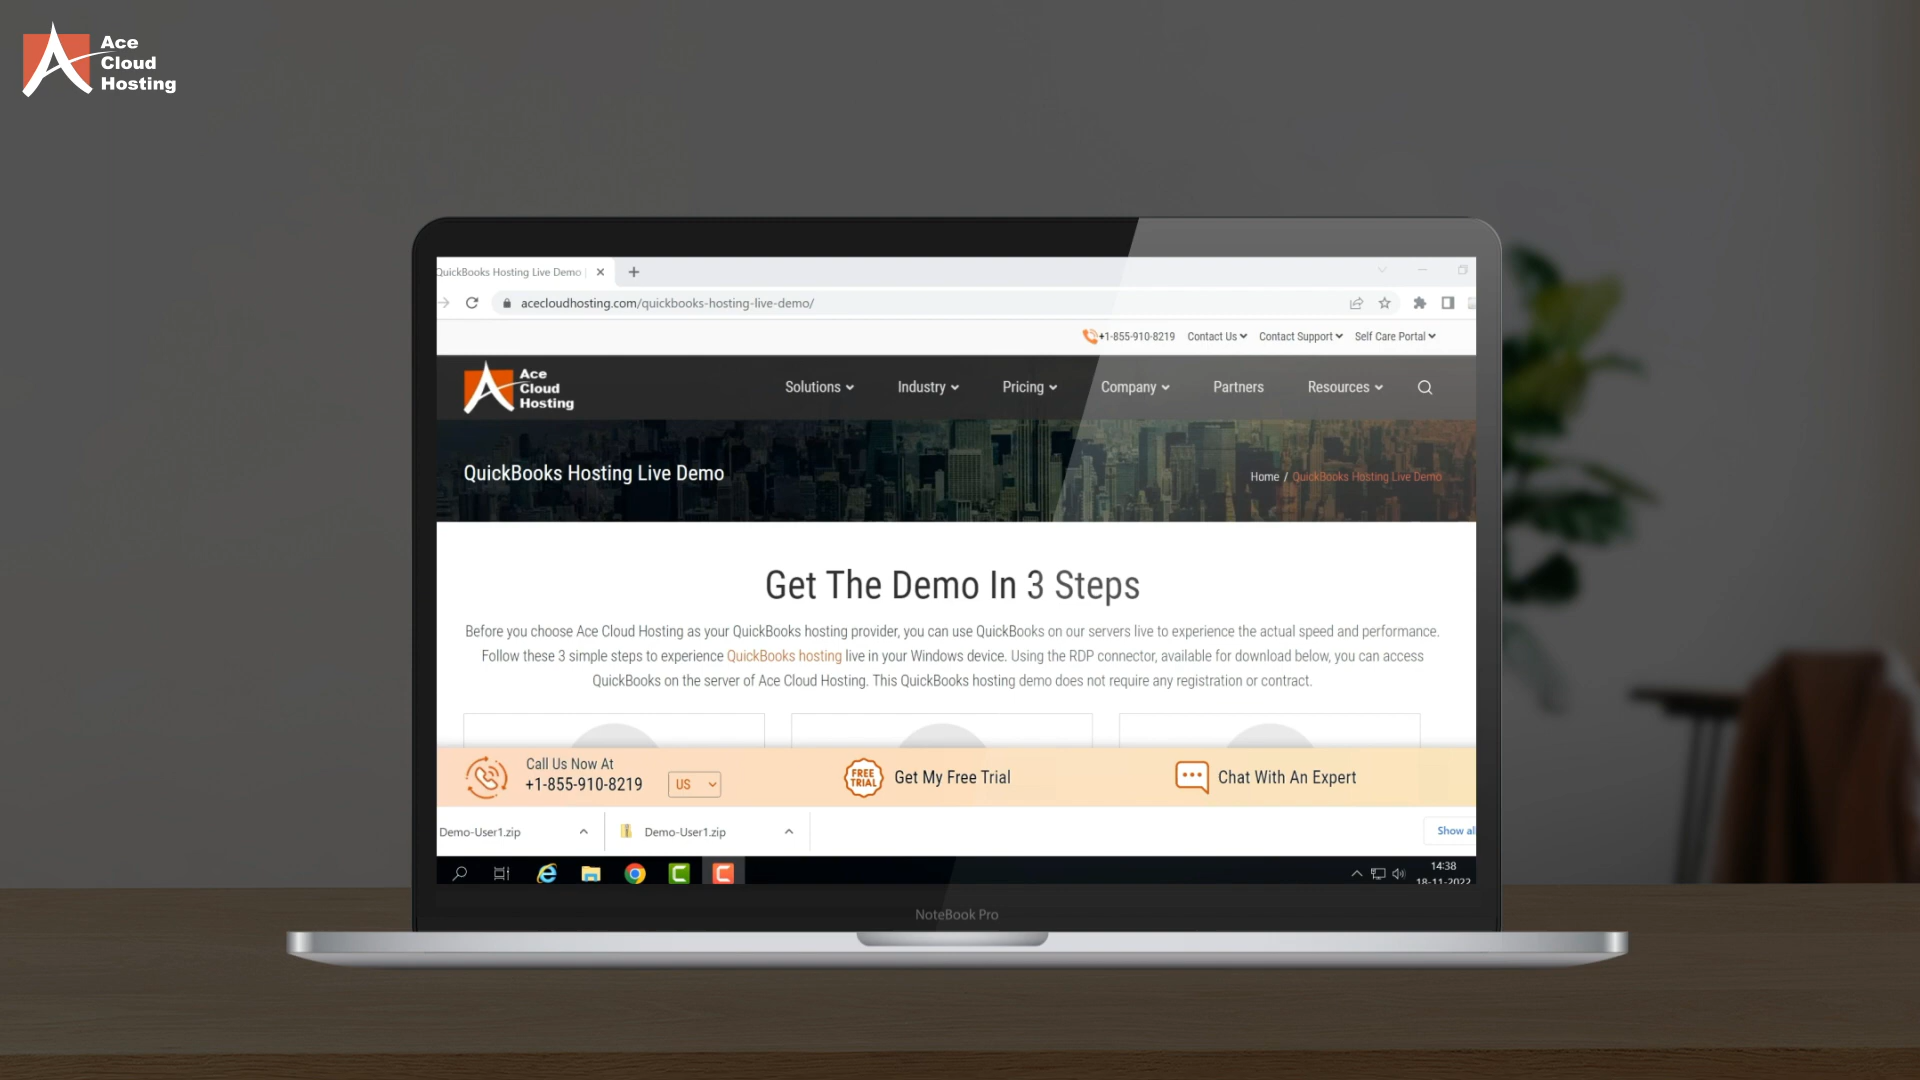 Ace
Cloud
Hosting
QuickBooks Hosting Live Demo
acecloudhosting.com/quickbooks-hosting-live-demo/
+1-855-910-8219 Contact Us Contact Support Self Care Portal
Ace
Cloud
Hosting
Solutions Industry Pricing Company Partners Resources
QuickBooks Hosting Live Demo
Home / QuickBooks Hosting Live Demo
Get The Demo In 3 Steps
Before you choose Ace Cloud Hosting as your QuickBooks hosting provider, you can use QuickBooks on our servers live to experience the actual speed and performance.
Follow these 3 simple steps to experience QuickBooks hosting live in your Windows device. Using the RDP connector, available for download below, you can access
QuickBooks on the server of Ace Cloud Hosting. This QuickBooks hosting demo does not require any registration or contract.
Call Us Now At
+1-855-910-8219 US
FREE
TRIAL
Get My Free Trial
Chat With An Expert
Demo-User1.zip Demo-User1.zip Show all
14:38
18-11-2022
NoteBook Pro